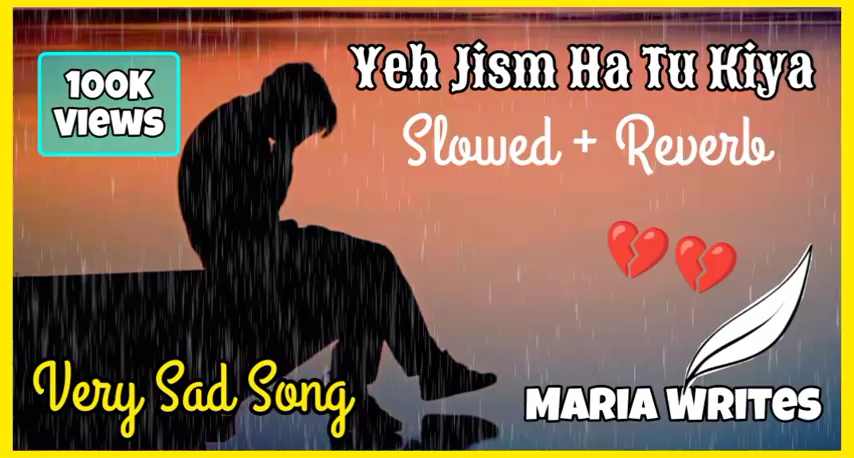 100K
Views
Yeh Jism Ha Tu Kiya
Slowed + Reverb
Very Sad Song
MARIA WRITES